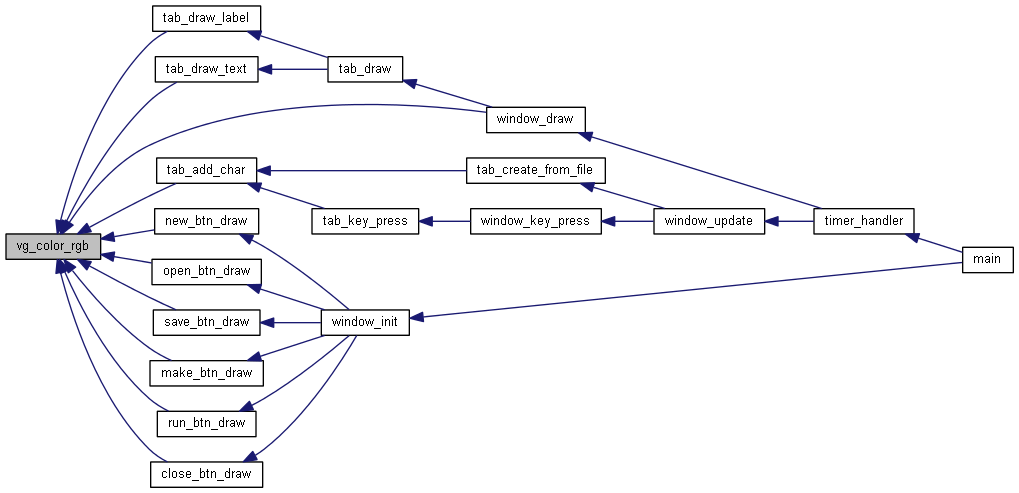 tab_draw_label
tab_draw_text
tab_draw
window_draw
tab_add_char
tab_create_from_file
new_btn_draw
tab_key_press
window_key_press
window_update
timer_handler
vg_color_rgb
open_btn_draw
main
save_btn_draw
window_init
make_btn_draw
run_btn_draw
close_btn_draw